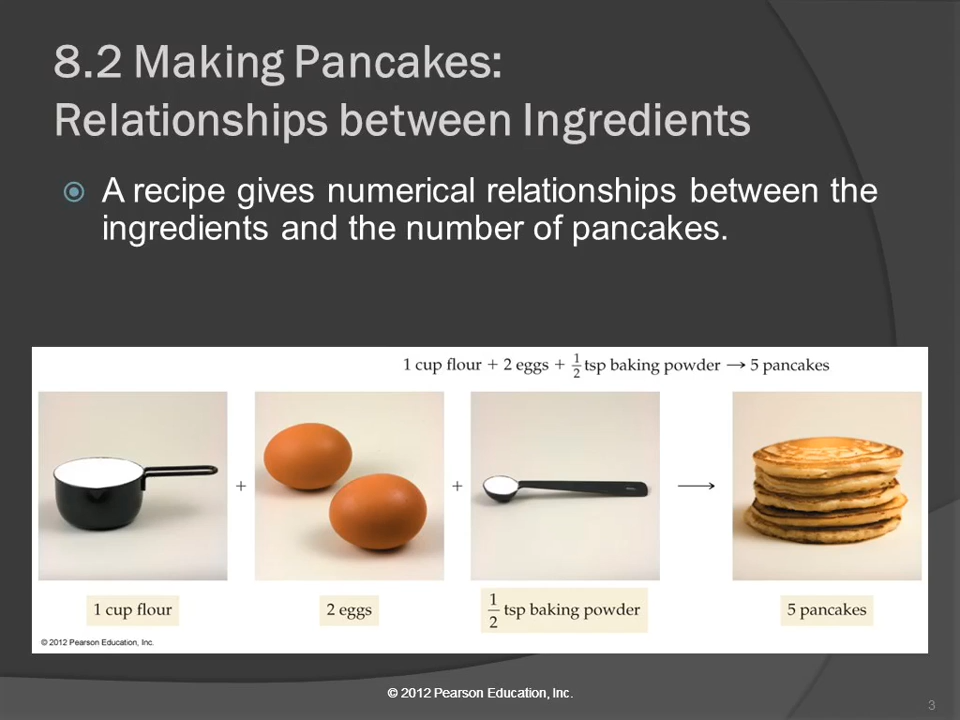 8.2 Making Pancakes:
Relationships between Ingredients
A recipe gives numerical relationships between the
ingredients and the number of pancakes.
1 cup flour + 2 eggs + 1/2 tsp baking powder → 5 pancakes
+ + →
1 cup flour 2 eggs 1/2 tsp baking powder 5 pancakes
© 2012 Pearson Education, Inc.
© 2012 Pearson Education, Inc.
3